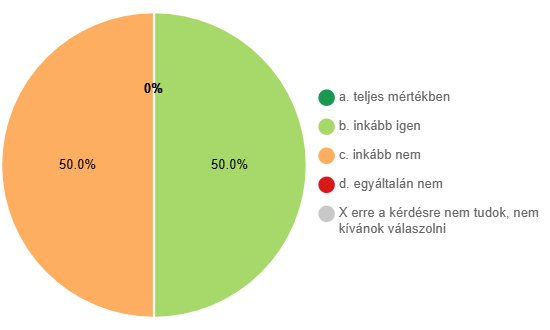 0%
50.0%
50.0%
a. teljes mértékben
b. inkább igen
c. inkább nem
d. egyáltalán nem
X erre a kérdésre nem tudok, nem
kívánok válaszolni